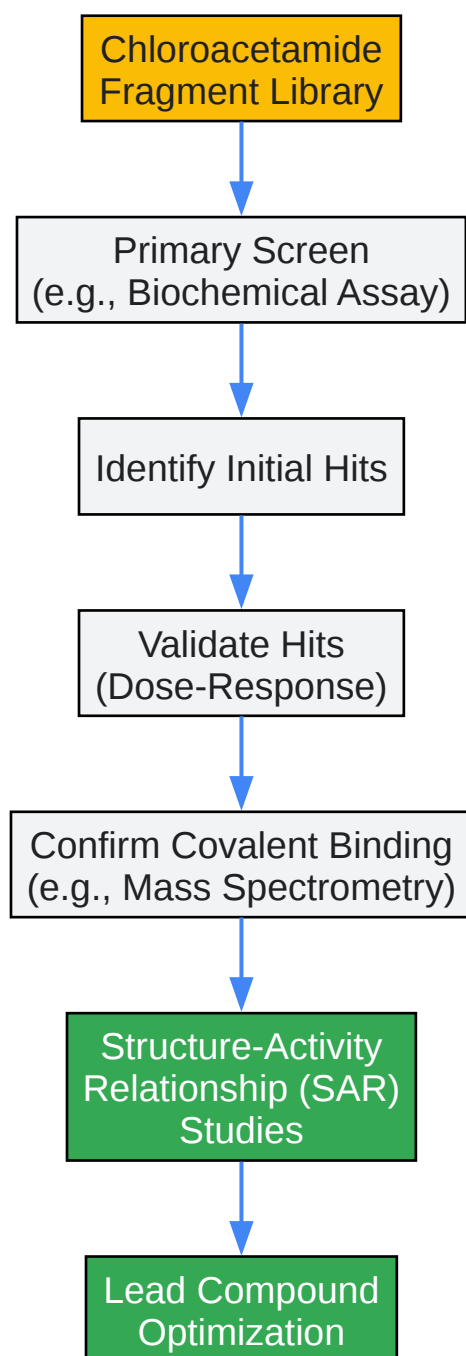 Chloroacetamide
Fragment Library
Primary Screen
(e.g., Biochemical Assay)
Identify Initial Hits
Validate Hits
(Dose-Response)
Confirm Covalent Binding
(e.g., Mass Spectrometry)
Structure-Activity
Relationship (SAR)
Studies
Lead Compound
Optimization